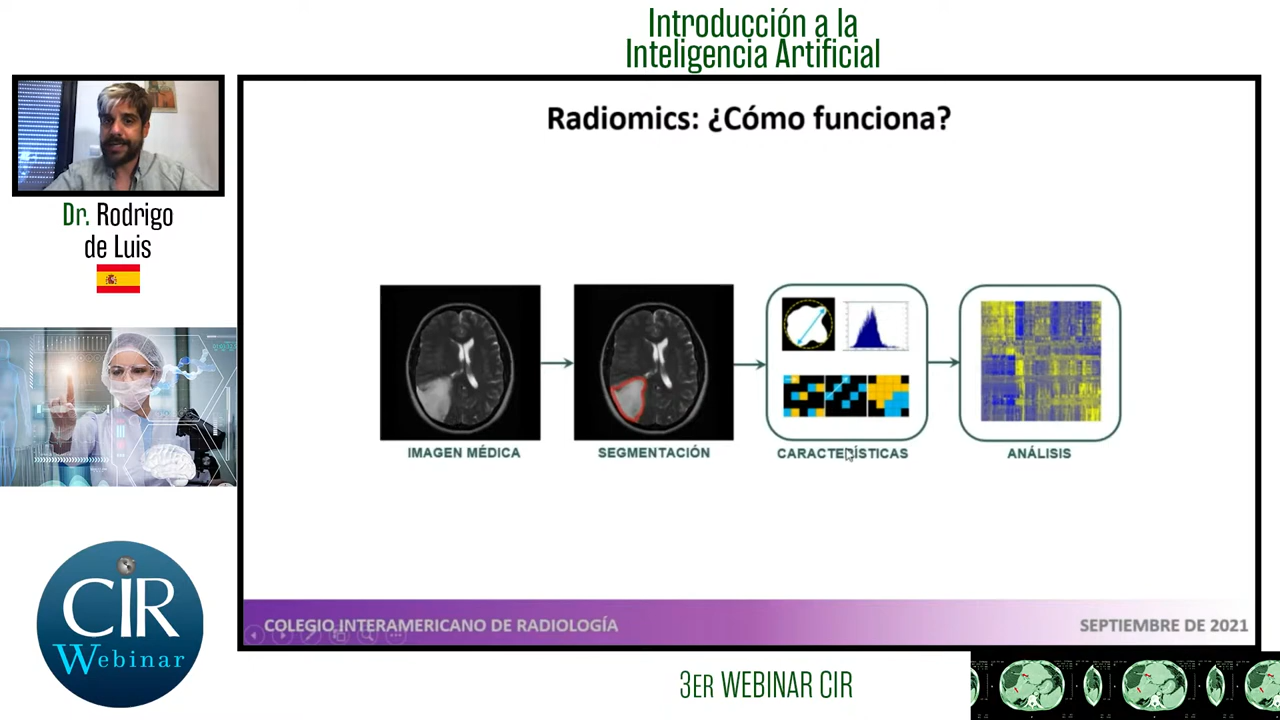 Introducción a la
Inteligencia Artificial
Dr. Rodrigo
de Luis
Radiomics: ¿Cómo funciona?
IMAGEN MÉDICA
SEGMENTACIÓN
CARACTERÍSTICAS
ANÁLISIS
COLEGIO INTERAMERICANO DE RADIOLOGÍA
SEPTIEMBRE DE 2021
CIR
Webinar
3ER WEBINAR CIR